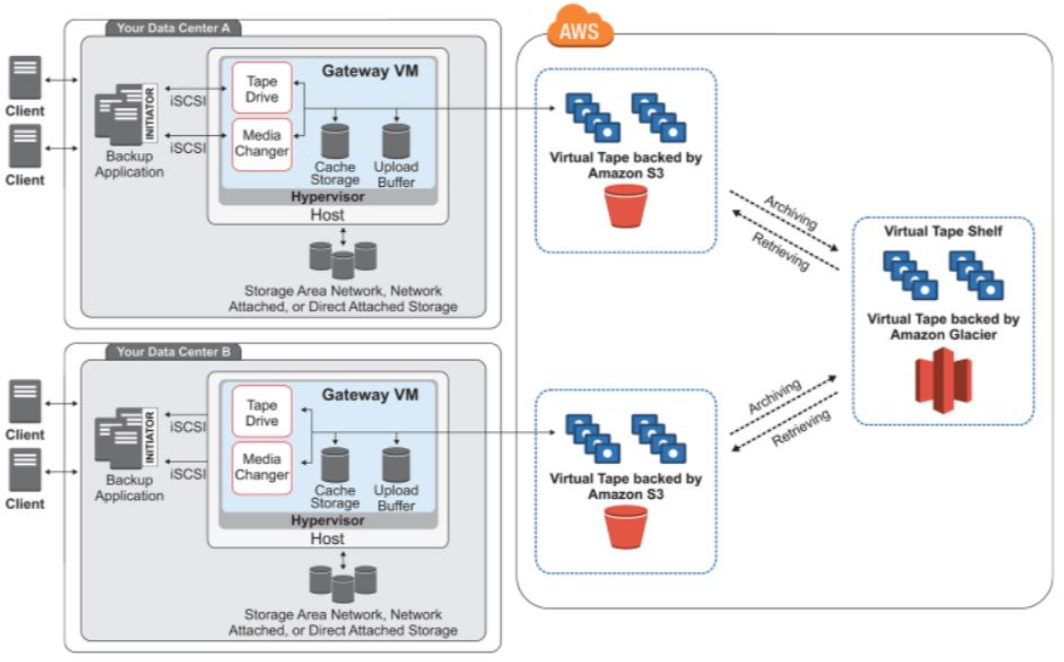 Your Data Center A
Client
Client
INITIATOR
Backup
Application
iSCSI
iSCSI
Gateway VM
Tape
Drive
Media
Changer
Cache
Storage
Upload
Buffer
Hypervisor
Host
Storage Area Network, Network
Attached, or Direct Attached Storage
Your Data Center B
Client
Client
INITIATOR
Backup
Application
iSCSI
iSCSI
Gateway VM
Tape
Drive
Media
Changer
Cache
Storage
Upload
Buffer
Hypervisor
Host
Storage Area Network, Network
Attached, or Direct Attached Storage
AWS
Virtual Tape backed by
Amazon S3
Archiving
Retrieving
Virtual Tape Shelf
Virtual Tape backed by
Amazon Glacier
Virtual Tape backed by
Amazon S3
Archiving
Retrieving